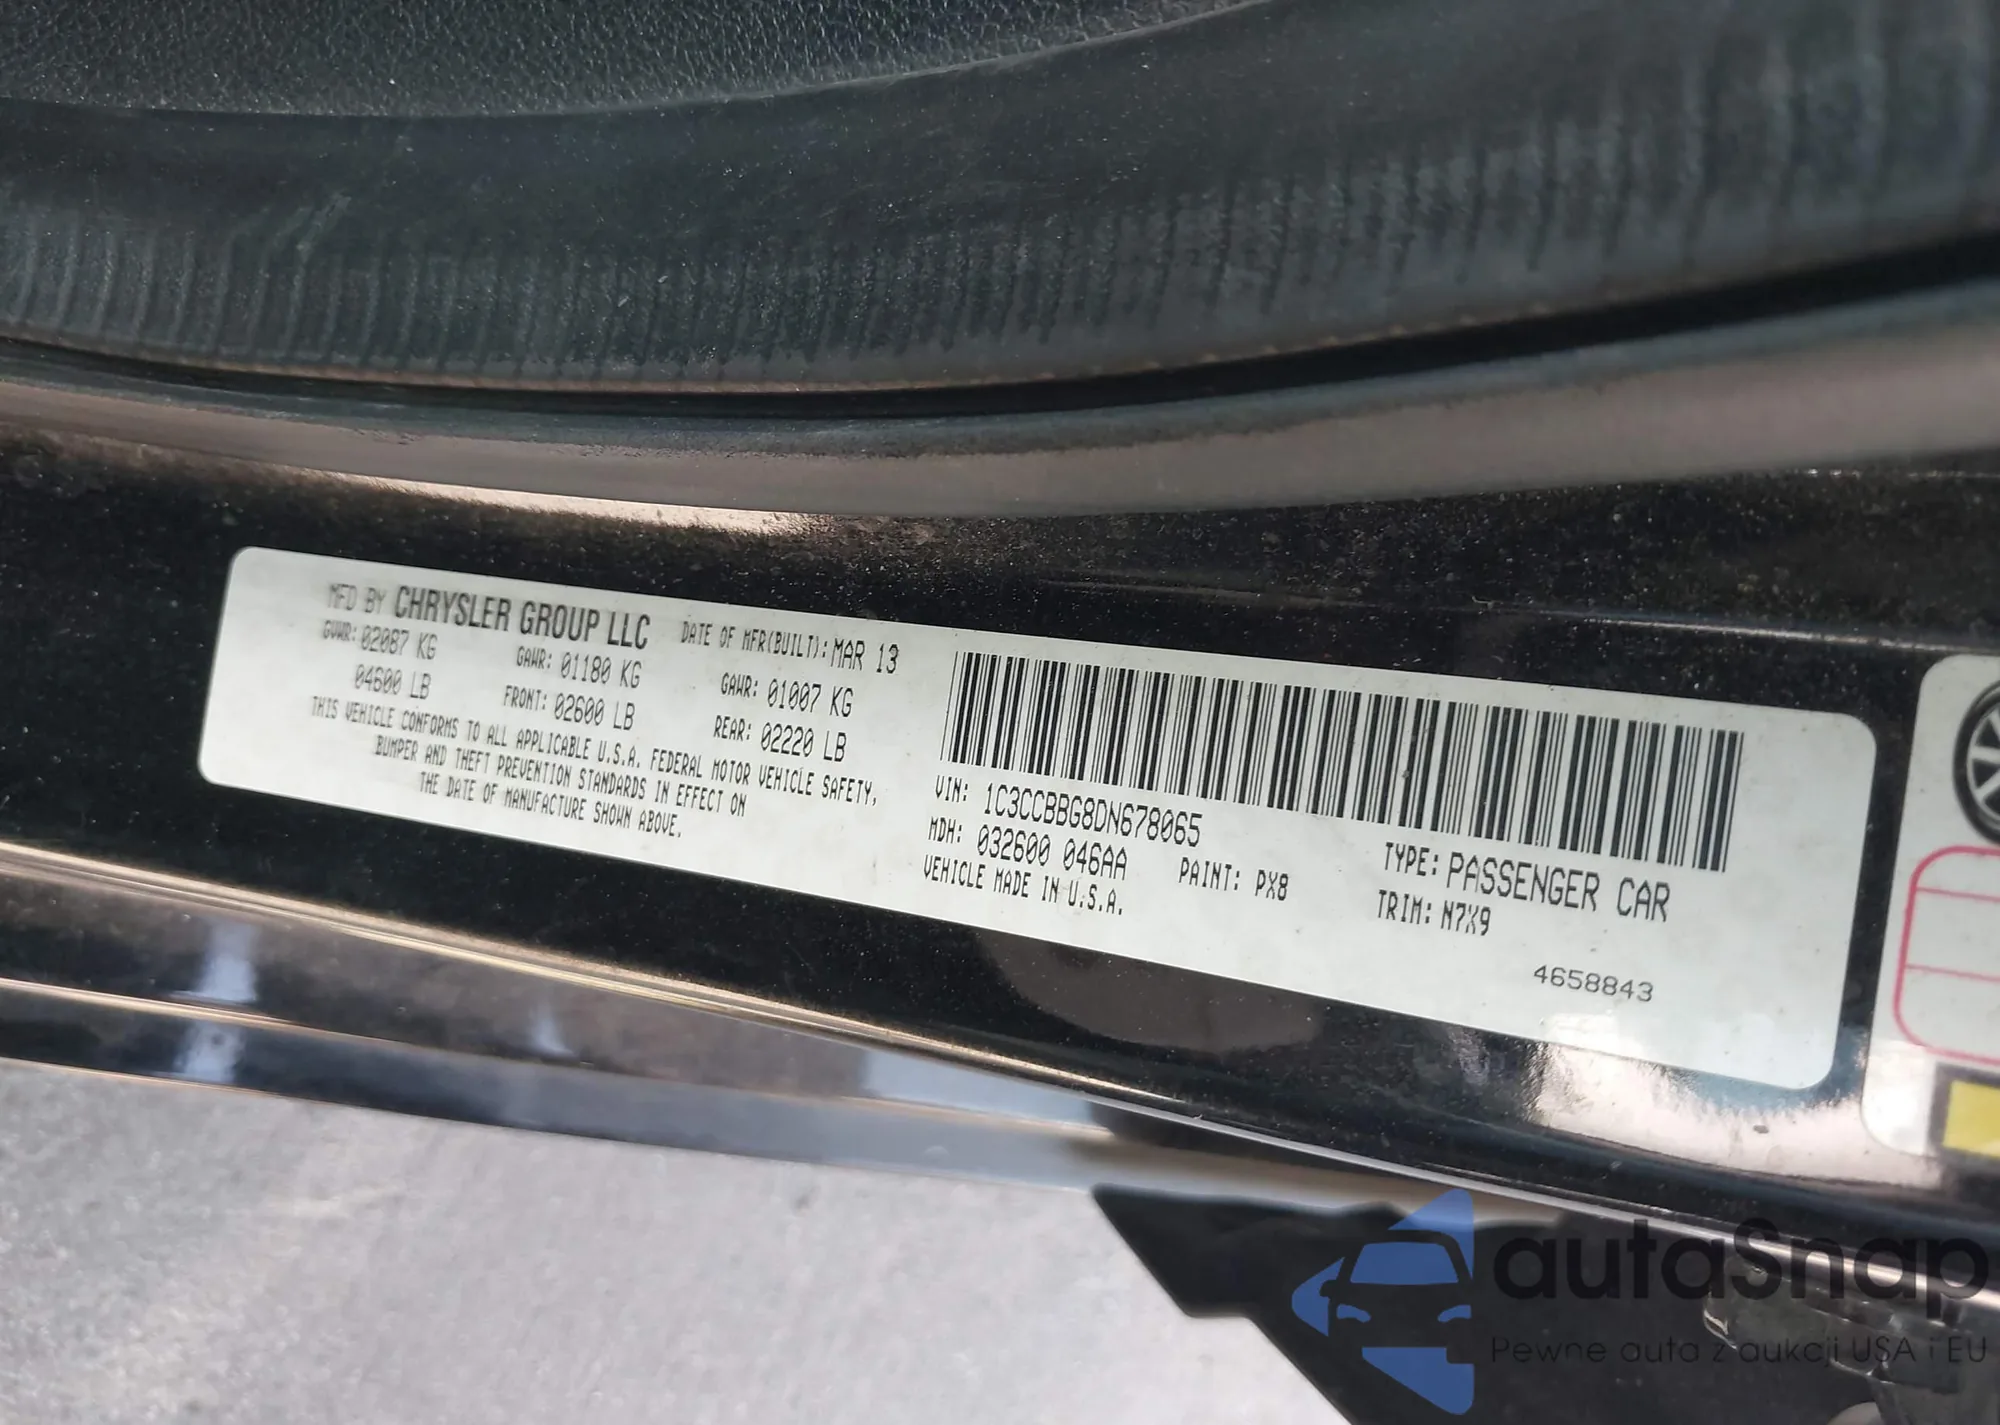 MFD BY CHRYSLER GROUP LLC DATE OF MFR(BUILT): MAR 13
GVWR: 02087 KG GAWR: 01180 KG GAWR: 01007 KG
04600 LB FRONT: 02600 LB REAR: 02220 LB
THIS VEHICLE CONFORMS TO ALL APPLICABLE U.S.A. FEDERAL MOTOR VEHICLE SAFETY,
BUMPER AND THEFT PREVENTION STANDARDS IN EFFECT ON
THE DATE OF MANUFACTURE SHOWN ABOVE.
VIN: 1C3CCBBG8DN678065 TYPE: PASSENGER CAR
MDH: 032600 046AA PAINT: PX8 TRIM: N7X9
VEHICLE MADE IN U.S.A.
4658843
autaSnap
Pewne auta z aukcji USA i EU